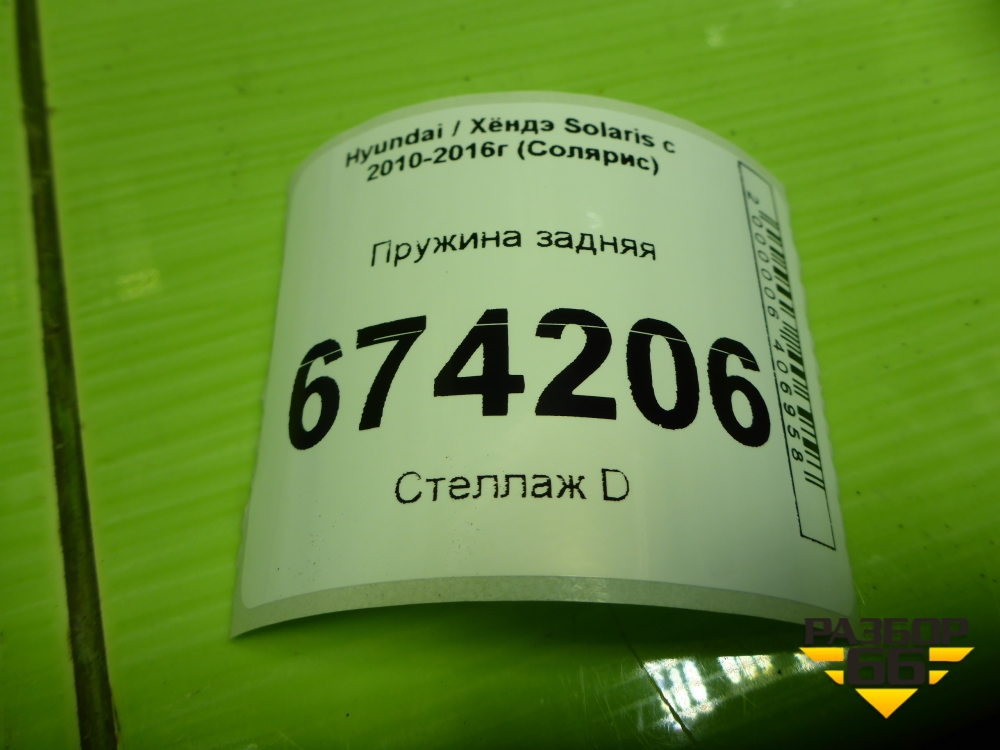 Hyundai / Хёндэ Solaris с
2010-2016г (Солярис)
Пружина задняя
674206
Стеллаж D
2000006406958
РАЗБОР
66